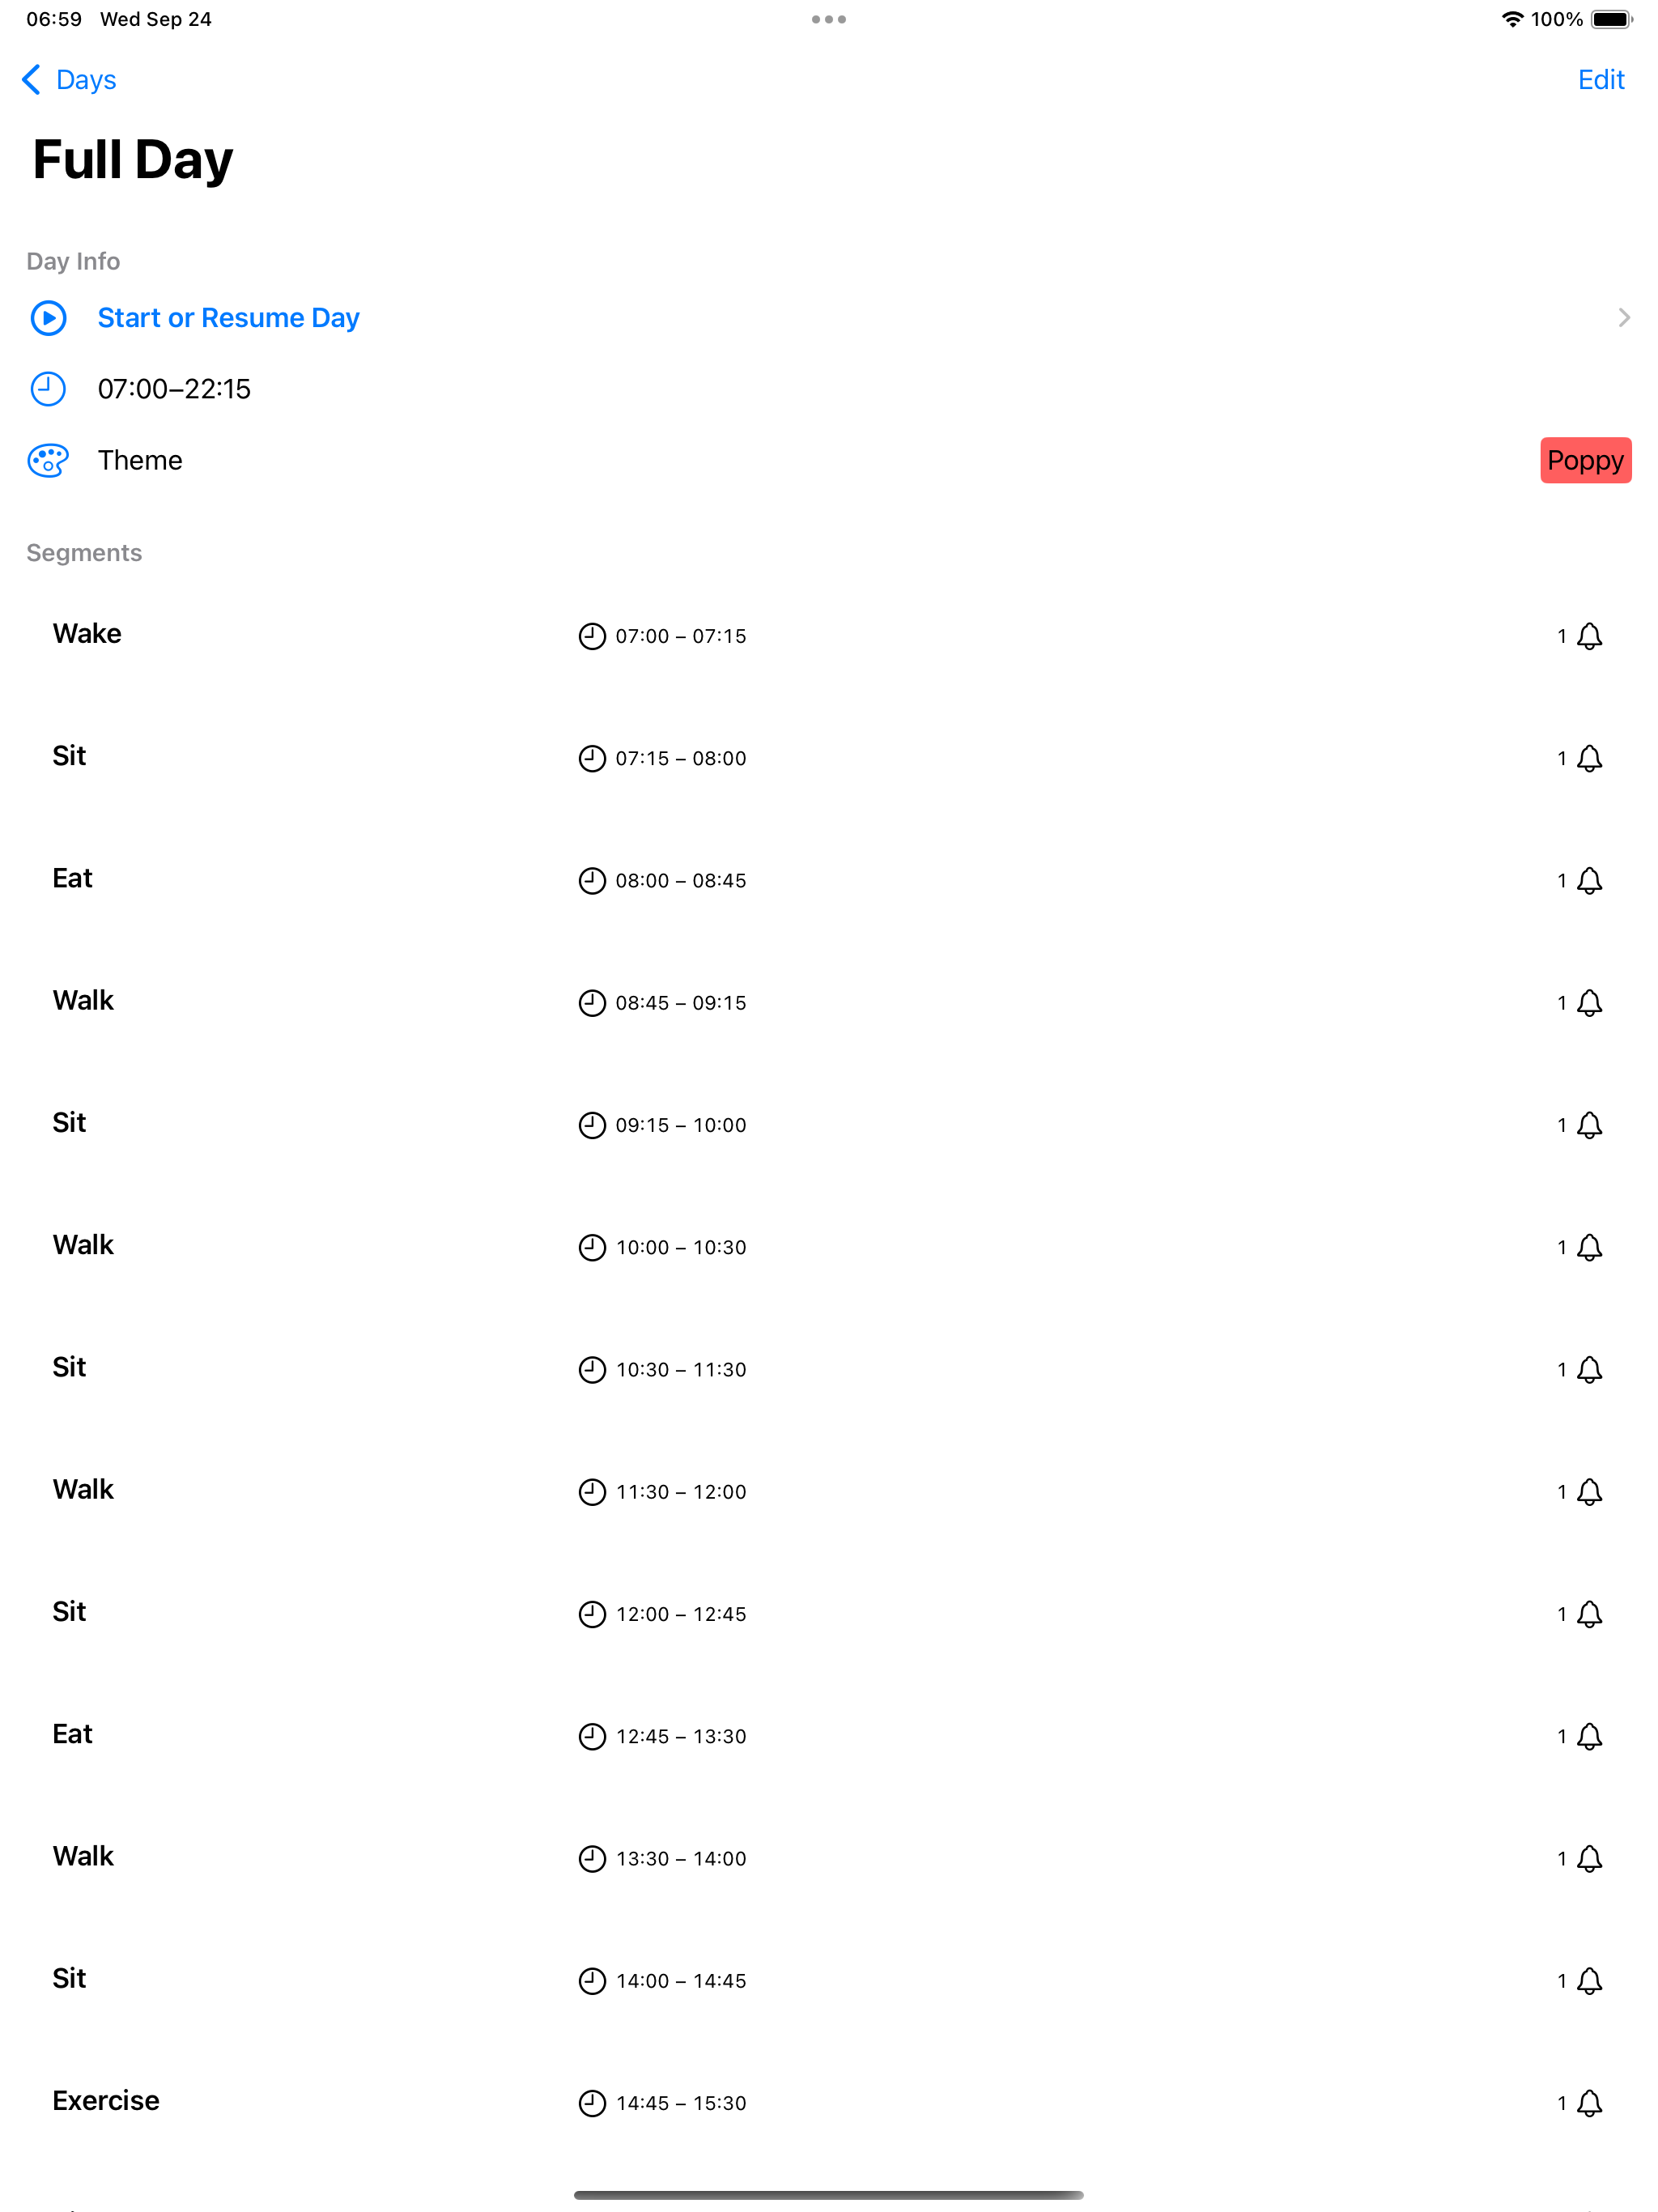 06:59 Wed Sep 24 100%
Days Edit
Full Day
Day Info
Start or Resume Day
07:00–22:15
Theme Poppy
Segments
Wake 07:00 – 07:15 1
Sit 07:15 – 08:00 1
Eat 08:00 – 08:45 1
Walk 08:45 – 09:15 1
Sit 09:15 – 10:00 1
Walk 10:00 – 10:30 1
Sit 10:30 – 11:30 1
Walk 11:30 – 12:00 1
Sit 12:00 – 12:45 1
Eat 12:45 – 13:30 1
Walk 13:30 – 14:00 1
Sit 14:00 – 14:45 1
Exercise 14:45 – 15:30 1